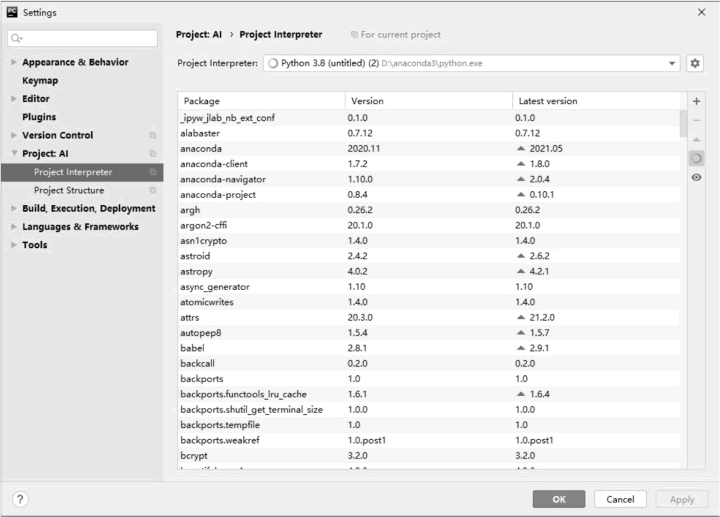 Settings
Project: AI › Project Interpreter For current project
Appearance & Behavior
Keymap
Editor
Plugins
Version Control
Project: AI
Project Interpreter
Project Structure
Build, Execution, Deployment
Languages & Frameworks
Tools
Project Interpreter: Python 3.8 (untitled) (2) D:\anaconda3\python.exe
Package Version Latest version
_ipyw_jlab_nb_ext_conf 0.1.0 0.1.0
alabaster 0.7.12 0.7.12
anaconda 2020.11 2021.05
anaconda-client 1.7.2 1.8.0
anaconda-navigator 1.10.0 2.0.4
anaconda-project 0.8.4 0.10.1
argh 0.26.2 0.26.2
argon2-cffi 20.1.0 20.1.0
asn1crypto 1.4.0 1.4.0
astroid 2.4.2 2.6.2
astropy 4.0.2 4.2.1
async_generator 1.10 1.10
atomicwrites 1.4.0 1.4.0
attrs 20.3.0 21.2.0
autopep8 1.5.4 1.5.7
babel 2.8.1 2.9.1
backcall 0.2.0 0.2.0
backports 1.0 1.0
backports.functools_lru_cache 1.6.1 1.6.4
backports.shutil_get_terminal_size 1.0.0 1.0.0
backports.tempfile 1.0 1.0
backports.weakref 1.0.post1 1.0.post1
bcrypt 3.2.0 3.2.0
OK Cancel Apply